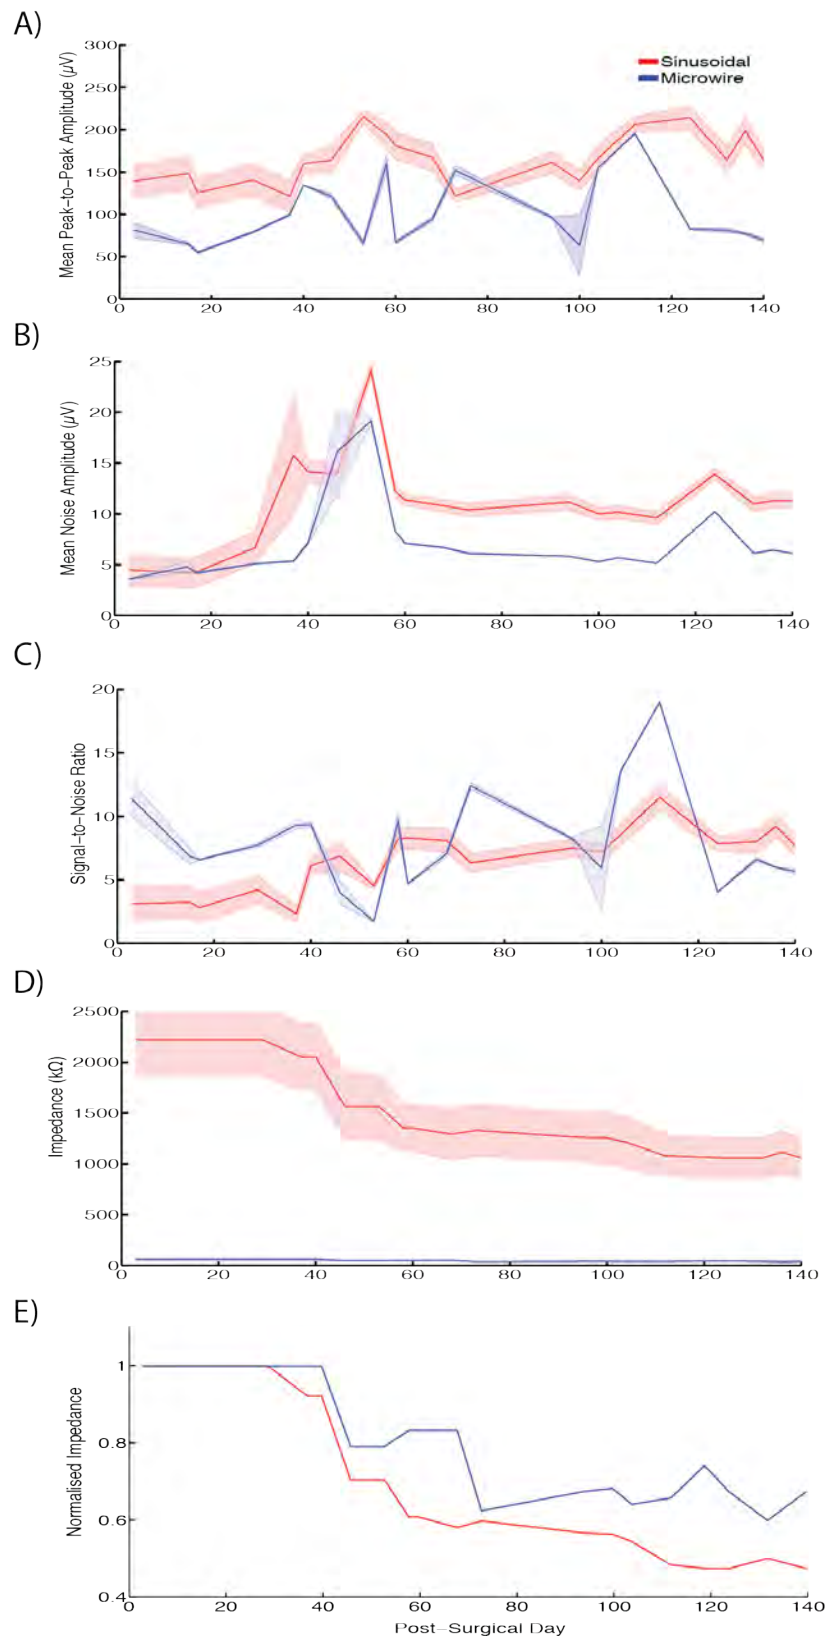 A)
300
250
200
150
100
50
0
Mean Peak-to-Peak Amplitude (μV)
Sinusoidal
Microwire
0 20 40 60 80 100 120 140
B)
25
20
15
10
5
0
Mean Noise Amplitude (μV)
0 20 40 60 80 100 120 140
C)
20
15
10
5
0
Signal-to-Noise Ratio
0 20 40 60 80 100 120 140
D)
2500
2000
1500
1000
500
0
Impedance (kΩ)
0 20 40 60 80 100 120 140
E)
1
0.8
0.6
0.4
Normalised Impedance
0 20 40 60 80 100 120 140
Post-Surgical Day